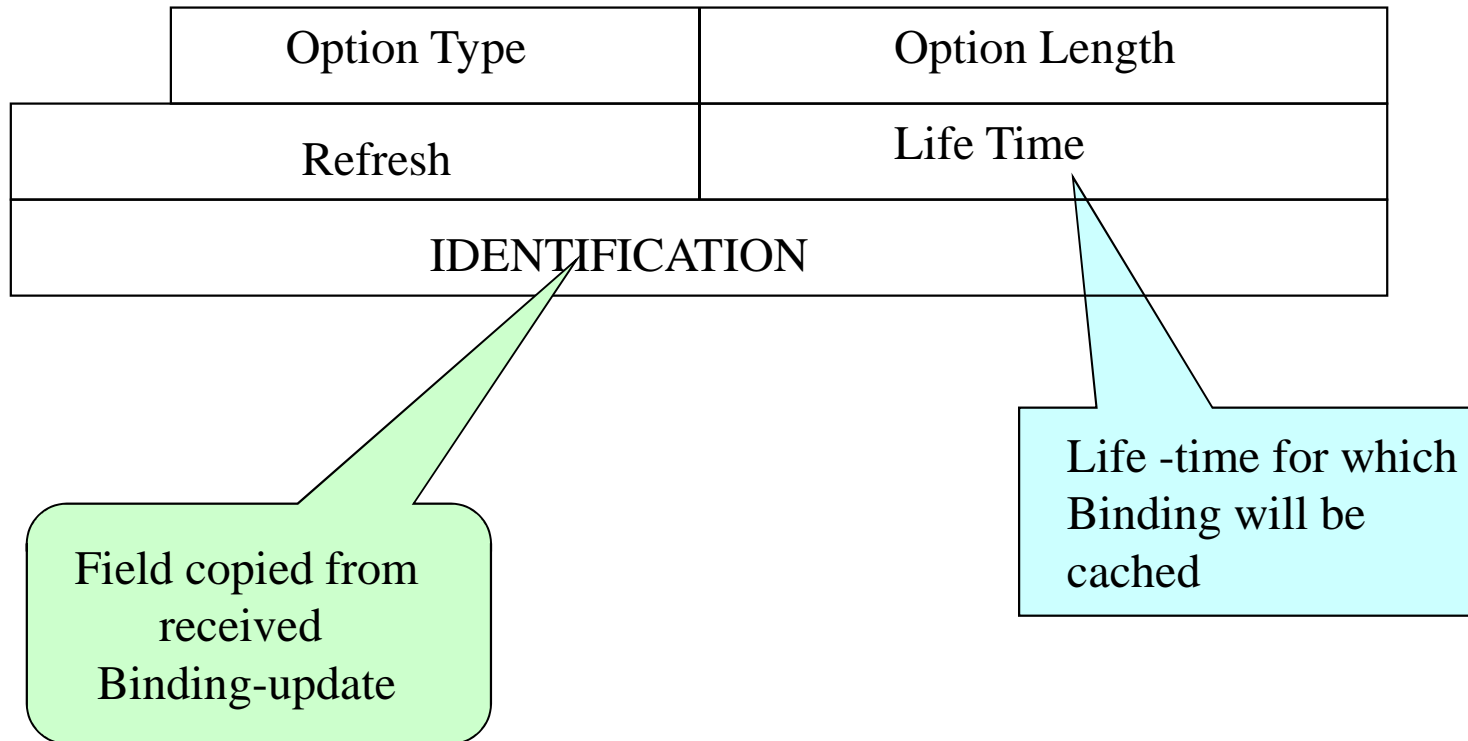 Option Type
Option Length
Refresh
Life Time
IDENTIFICATION
Field copied from
received
Binding-update
Life -time for which
Binding will be
cached